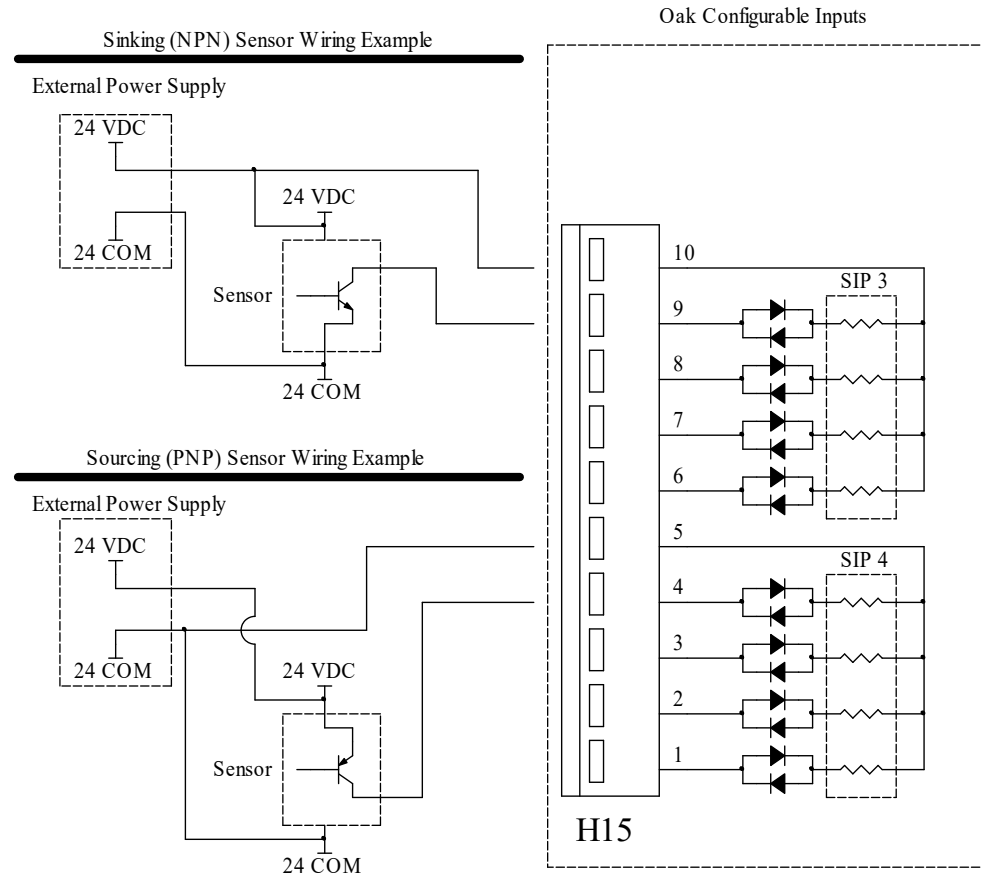 Oak Configurable Inputs
Sinking (NPN) Sensor Wiring Example
External Power Supply
24 VDC
24 COM
24 VDC
Sensor
24 COM
Sourcing (PNP) Sensor Wiring Example
External Power Supply
24 VDC
24 COM
24 VDC
Sensor
24 COM
10
SIP 3
9
8
7
6
5
SIP 4
4
3
2
1
H15